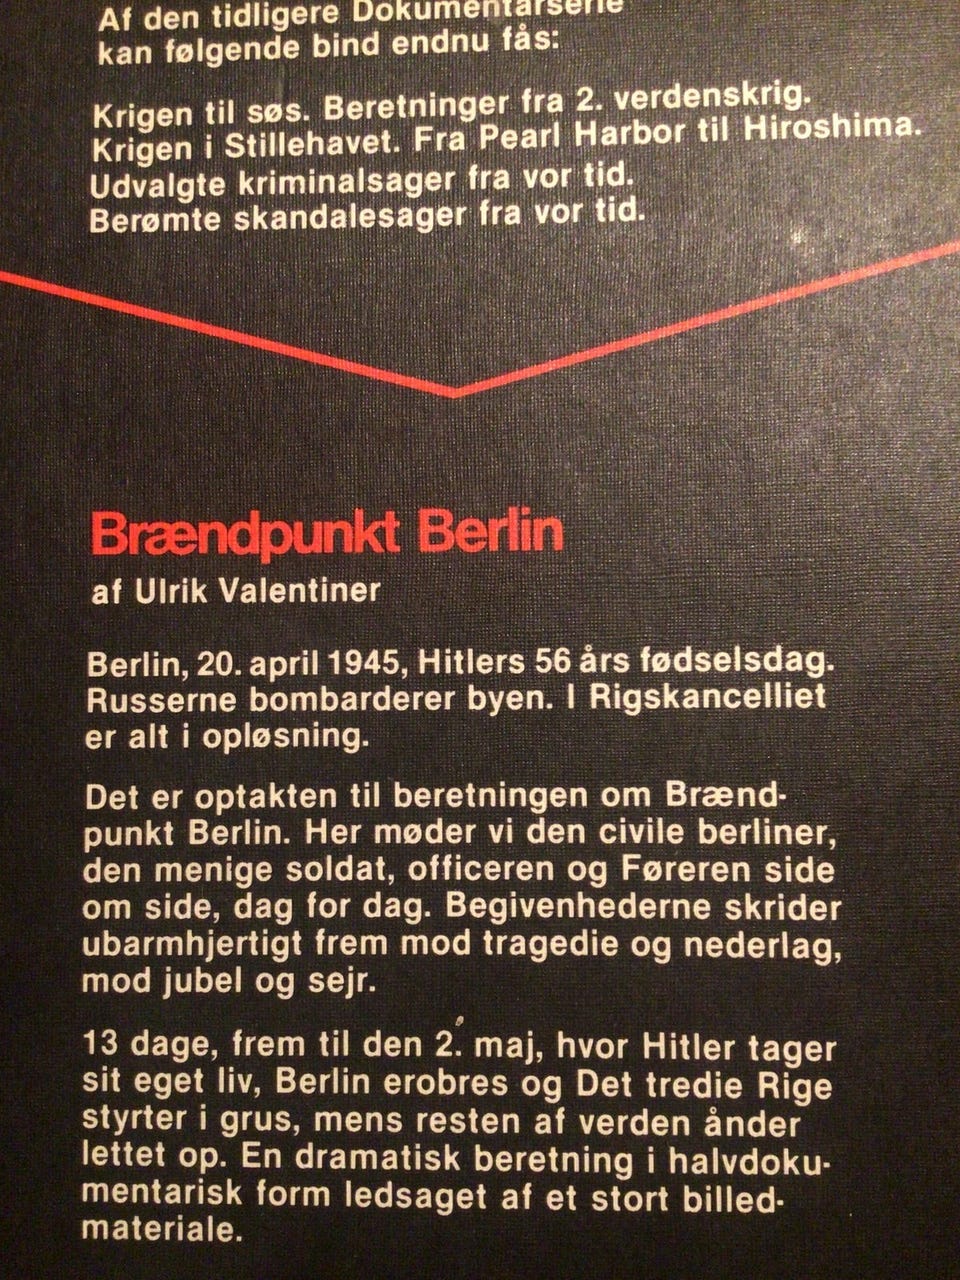 Af den tidligere Dokumentarserie
kan følgende bind endnu fås:
Krigen til søs. Beretninger fra 2. verdenskrig.
Krigen i Stillehavet. Fra Pearl Harbor til Hiroshima.
Udvalgte kriminalsager fra vor tid.
Berømte skandalesager fra vor tid.
Brændpunkt Berlin
af Ulrik Valentiner
Berlin, 20. april 1945, Hitlers 56 års fødselsdag.
Russerne bombarderer byen. I Rigskancelliet
er alt i opløsning.
Det er optakten til beretningen om Brænd-
punkt Berlin. Her møder vi den civile berliner,
den menige soldat, officeren og Føreren side
om side, dag for dag. Begivenhederne skrider
ubarmhjertigt frem mod tragedie og nederlag,
mod jubel og sejr.
13 dage, frem til den 2. maj, hvor Hitler tager
sit eget liv, Berlin erobres og Det tredie Rige
styrter i grus, mens resten af verden ånder
lettet op. En dramatisk beretning i halvdoku-
mentarisk form ledsaget af et stort billed-
materiale.